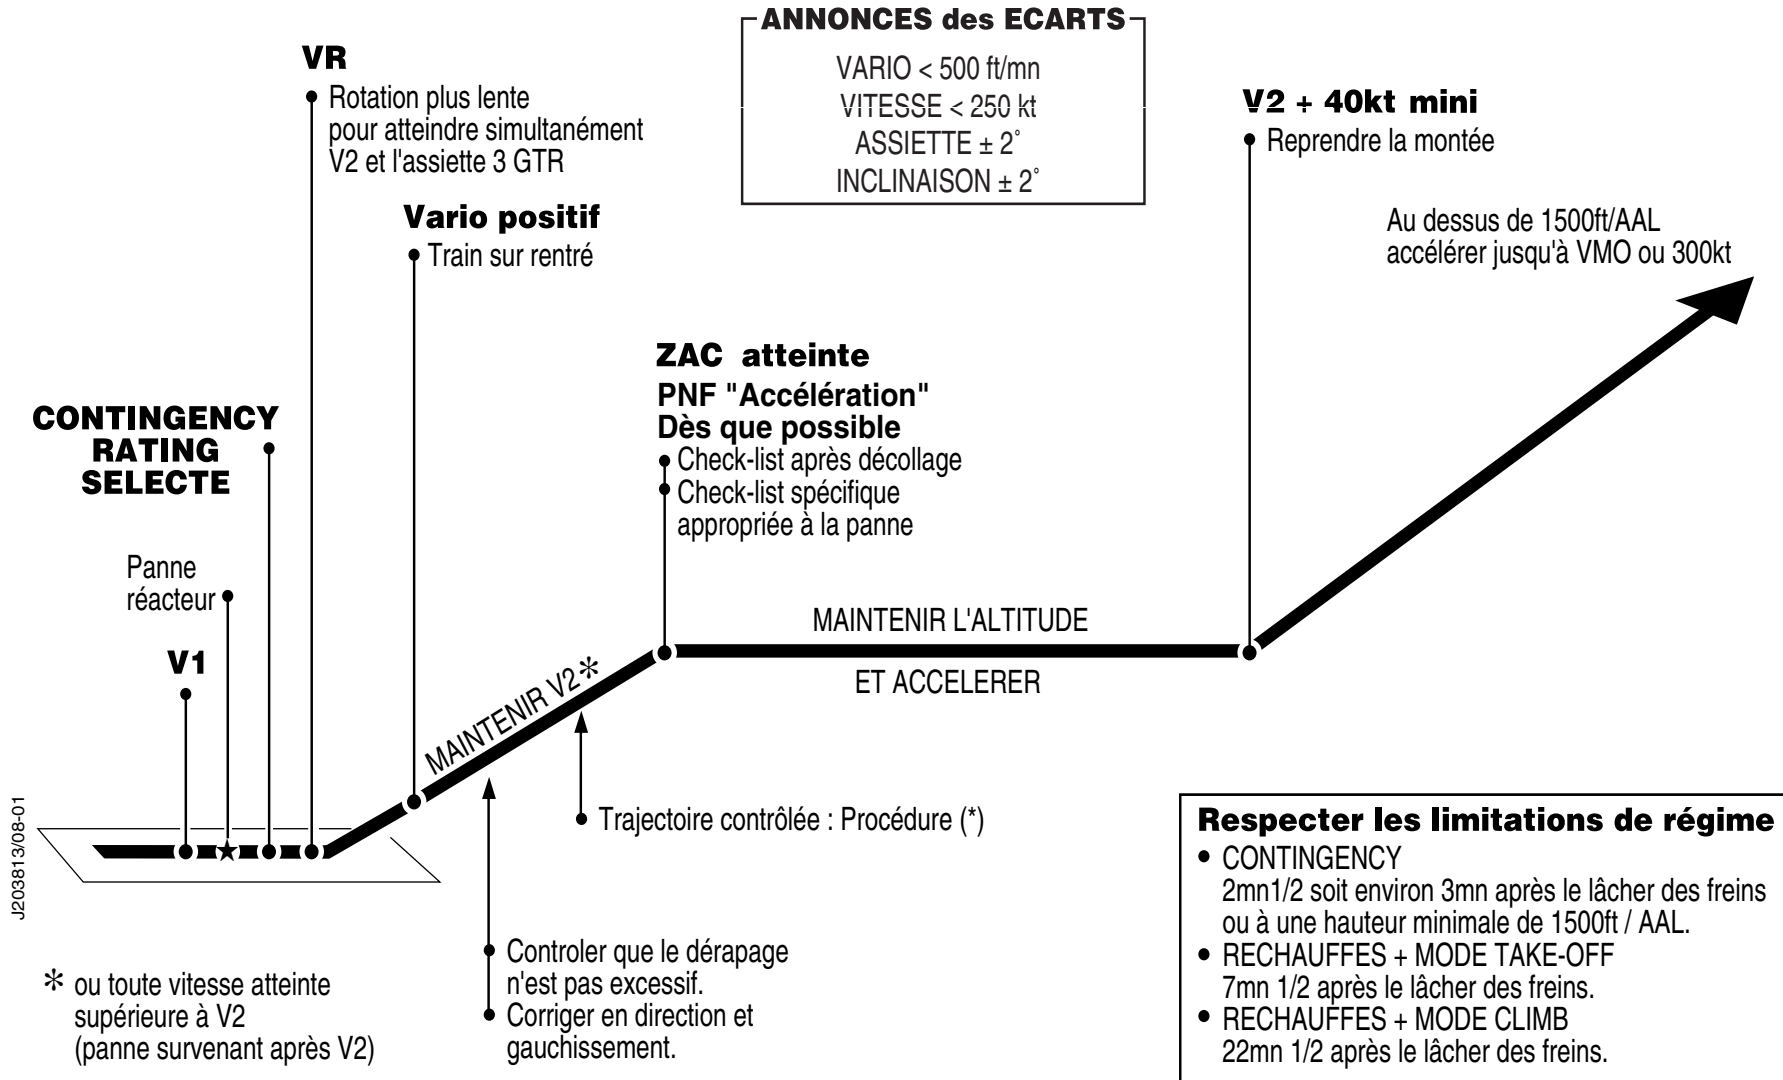 ANNONCES des ECARTS
VARIO < 500 ft/mn
VITESSE < 250 kt
ASSIETTE ± 2°
INCLINAISON ± 2°
VR
Rotation plus lente
pour atteindre simultanément
V2 et l'assiette 3 GTR
Vario positif
Train sur rentré
V2 + 40kt mini
Reprendre la montée
Au dessus de 1500ft/AAL
accélérer jusqu'à VMO ou 300kt
ZAC atteinte
PNF "Accélération"
Dès que possible
Check-list après décollage
Check-list spécifique
appropriée à la panne
CONTINGENCY
RATING
SELECTE
Panne
réacteur
V1
MAINTENIR V2*
MAINTENIR L'ALTITUDE
ET ACCELERER
Trajectoire contrôlée : Procédure (*)
Controler que le dérapage
n'est pas excessif.
Corriger en direction et
gauchissement.
J203813/08-01
* ou toute vitesse atteinte
supérieure à V2
(panne survenant après V2)
Respecter les limitations de régime
• CONTINGENCY
2mn1/2 soit environ 3mn après le lâcher des freins
ou à une hauteur minimale de 1500ft / AAL.
• RECHAUFFES + MODE TAKE-OFF
7mn 1/2 après le lâcher des freins.
• RECHAUFFES + MODE CLIMB
22mn 1/2 après le lâcher des freins.